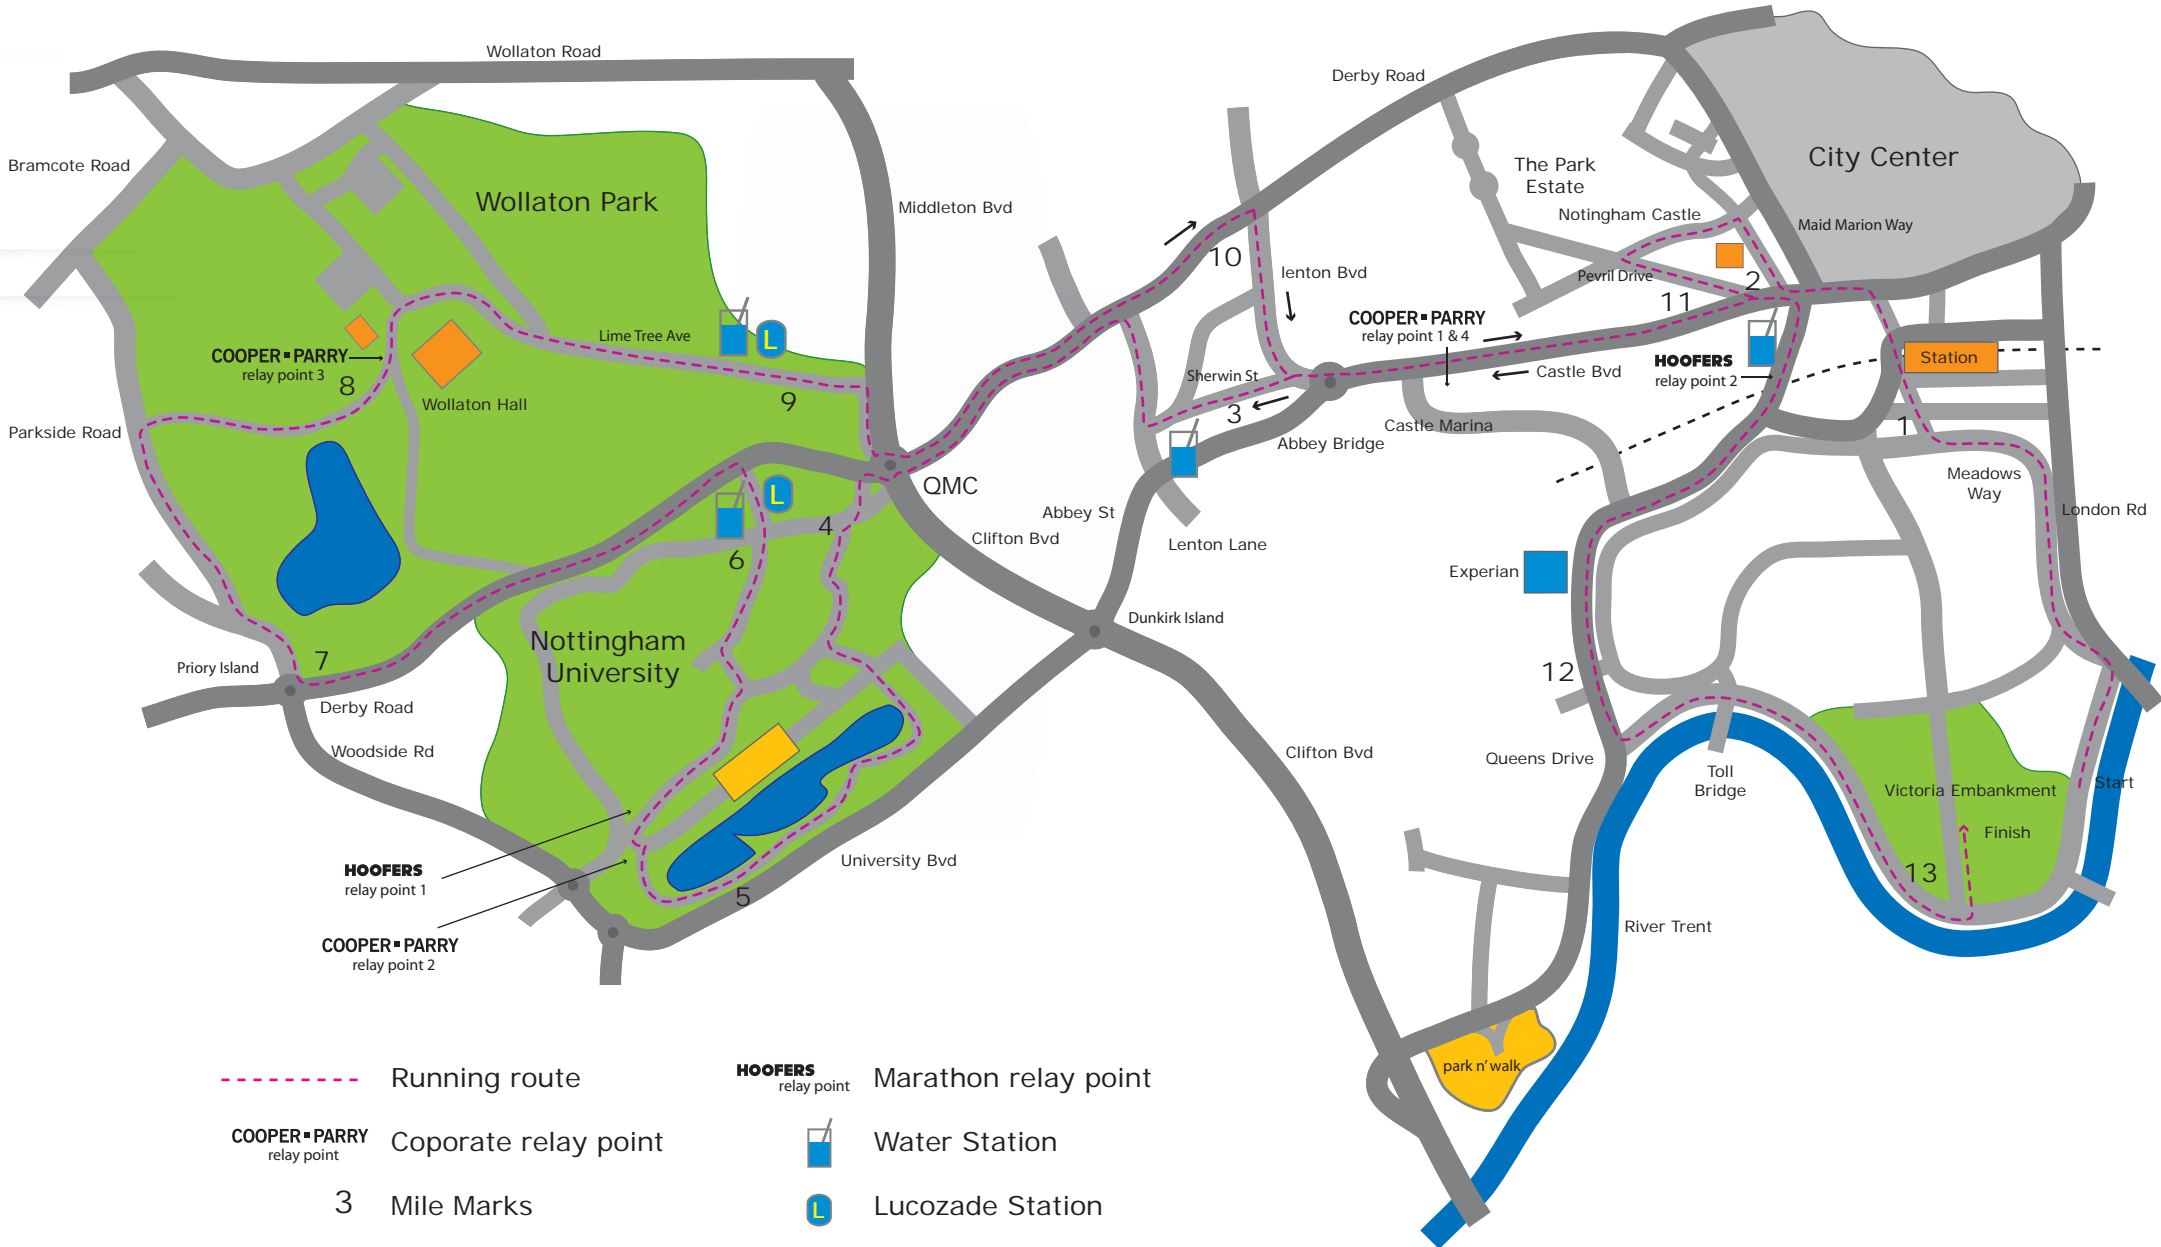 Wollaton Road
Derby Road
City Center
Bramcote Road
Wollaton Park
The Park
Estate
Middleton Bvd
Notingham Castle
Maid Marion Way
10
lenton Bvd
Pevril Drive
2
11
COOPER▪PARRY
relay point 1 & 4
Lime Tree Ave
L
COOPER▪PARRY
relay point 3
8
HOOFERS
relay point 2
Station
Castle Bvd
Sherwin St
9
Wollaton Hall
3
Castle Marina
1
Parkside Road
Abbey Bridge
Meadows
Way
QMC
L
Abbey St
London Rd
4
Clifton Bvd
Lenton Lane
6
Experian
Dunkirk Island
Nottingham
University
7
Priory Island
12
Derby Road
Woodside Rd
Clifton Bvd
Queens Drive
Toll
Bridge
Victoria Embankment
Start
Finish
University Bvd
HOOFERS
relay point 1
13
5
River Trent
COOPER▪PARRY
relay point 2
park n' walk
Running route
HOOFERS
relay point
Marathon relay point
COOPER▪PARRY
relay point
Coporate relay point
Water Station
3
Mile Marks
L
Lucozade Station